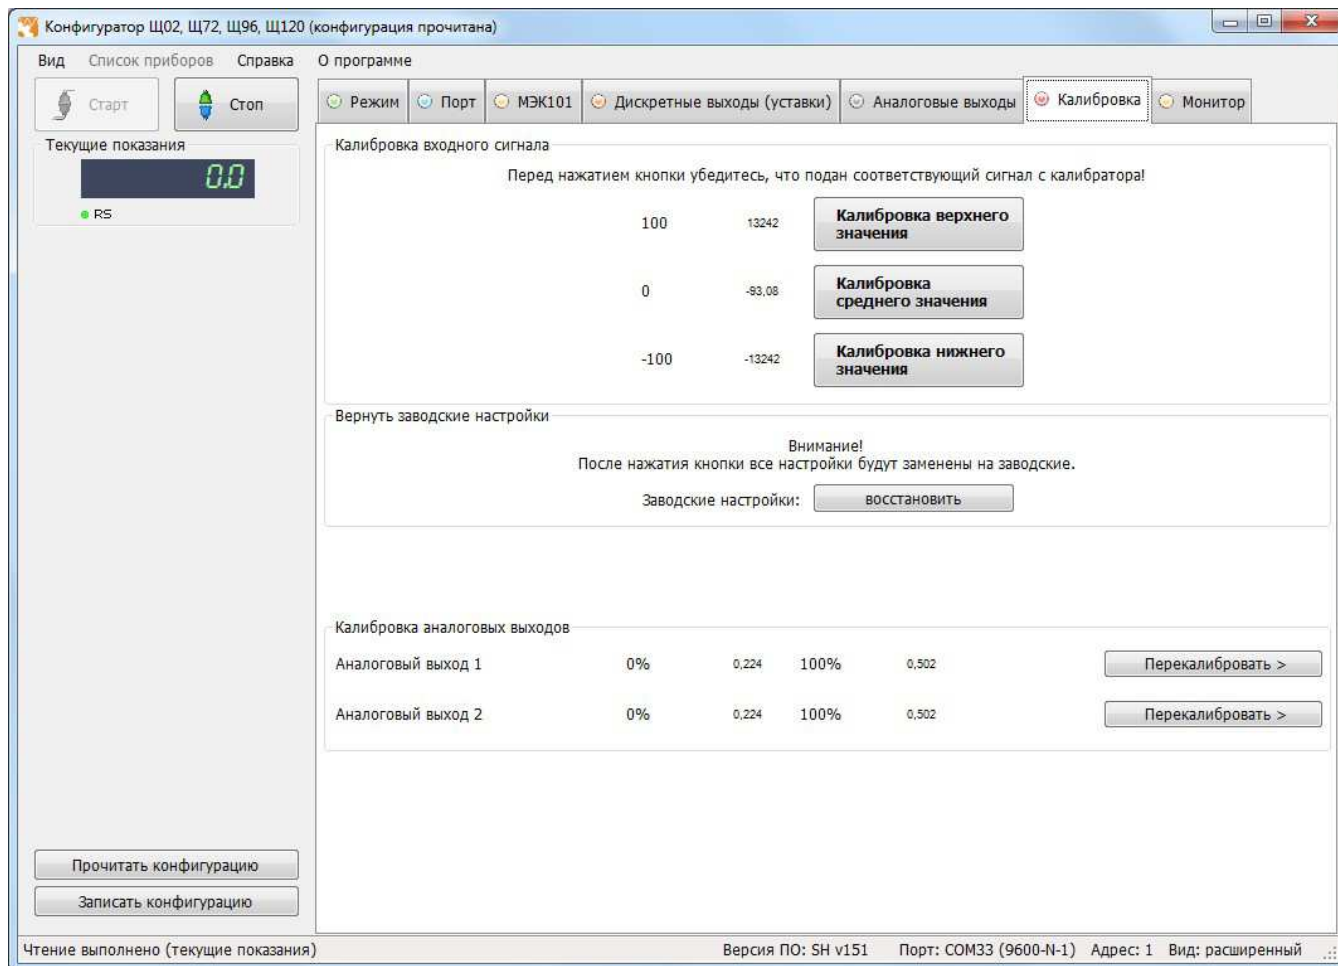 Конфигуратор Щ02, Щ72, Щ96, Щ120 (конфигурация прочитана)
Вид Список приборов Справка О программе
Старт Стоп
Режим Порт МЭК101 Дискретные выходы (уставки) Аналоговые выходы Калибровка Монитор
Текущие показания
0.0
RS
Калибровка входного сигнала
Перед нажатием кнопки убедитесь, что подан соответствующий сигнал с калибратора!
100 13242 Калибровка верхнего
значения
0 -93,08 Калибровка
среднего значения
-100 -13242 Калибровка нижнего
значения
Вернуть заводские настройки
Внимание!
После нажатия кнопки все настройки будут заменены на заводские.
Заводские настройки: восстановить
Калибровка аналоговых выходов
Аналоговый выход 1 0% 0,224 100% 0,502 Перекалибровать >
Аналоговый выход 2 0% 0,224 100% 0,502 Перекалибровать >
Прочитать конфигурацию
Записать конфигурацию
Чтение выполнено (текущие показания) Версия ПО: SH v151 Порт: COM33 (9600-N-1) Адрес: 1 Вид: расширенный